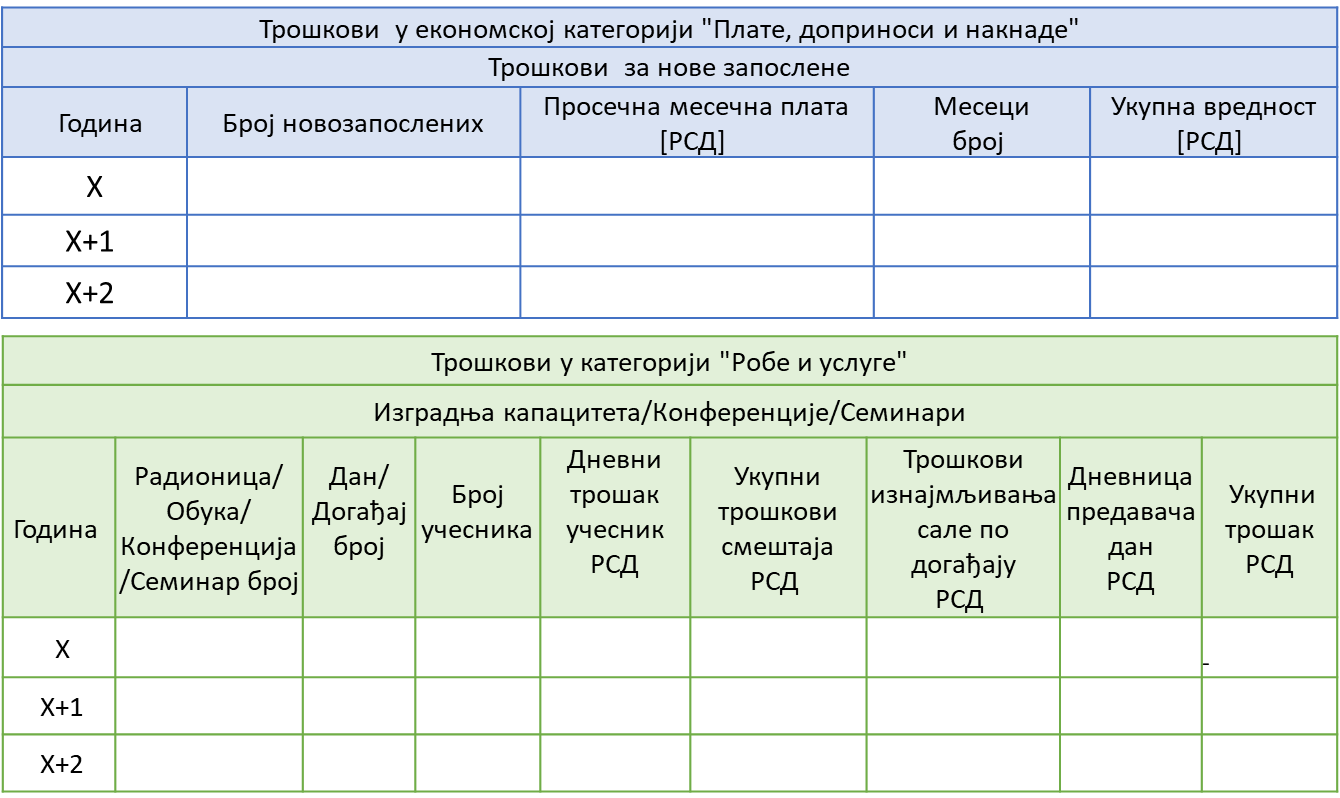 Трошкови  у економској категорији "Плате, доприноси и накнаде"
Трошкови  за нове запослене
Година
Број новозапослених
Просечна месечна плата
[РСД]
Месеци
број
Укупна вредност
[РСД]
X
X+1
X+2
Трошкови у категорији "Робе и услуге"
Изградња капацитета/Конференције/Семинари
Година
Радионица/
Обука/
Конференција
/Семинар број
Дан/
Догађај
број
Број
учесника
Дневни
трошак
учесник
РСД
Укупни
трошкови
смештаја
РСД
Трошкови
изнајмљивања
сале по
догађају
РСД
Дневница
предавача
дан
РСД
Укупни
трошак
РСД
X
-
X+1
X+2